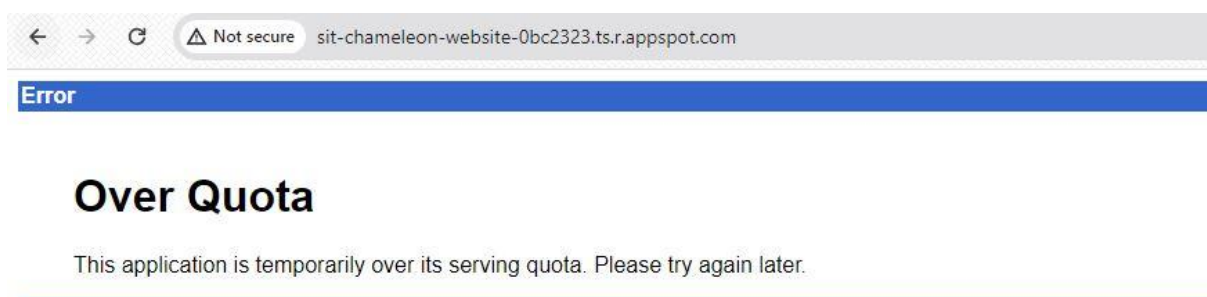 Not secure sit-chameleon-website-0bc2323.ts.r.appspot.com
Error
Over Quota
This application is temporarily over its serving quota. Please try again later.